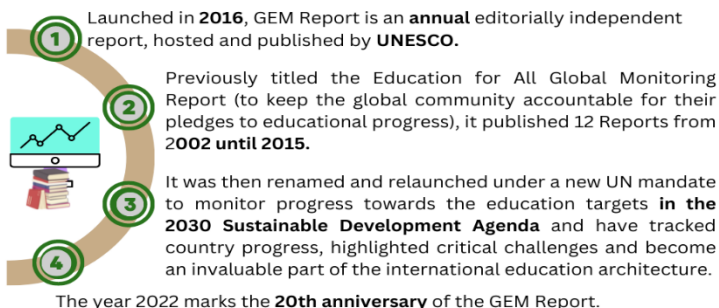 1
Launched in 2016, GEM Report is an annual editorially independent
report, hosted and published by UNESCO.
2
Previously titled the Education for All Global Monitoring
Report (to keep the global community accountable for their
pledges to educational progress), it published 12 Reports from
2002 until 2015.
3
It was then renamed and relaunched under a new UN mandate
to monitor progress towards the education targets in the
2030 Sustainable Development Agenda and have tracked
country progress, highlighted critical challenges and become
an invaluable part of the international education architecture.
4
The year 2022 marks the 20th anniversary of the GEM Report.